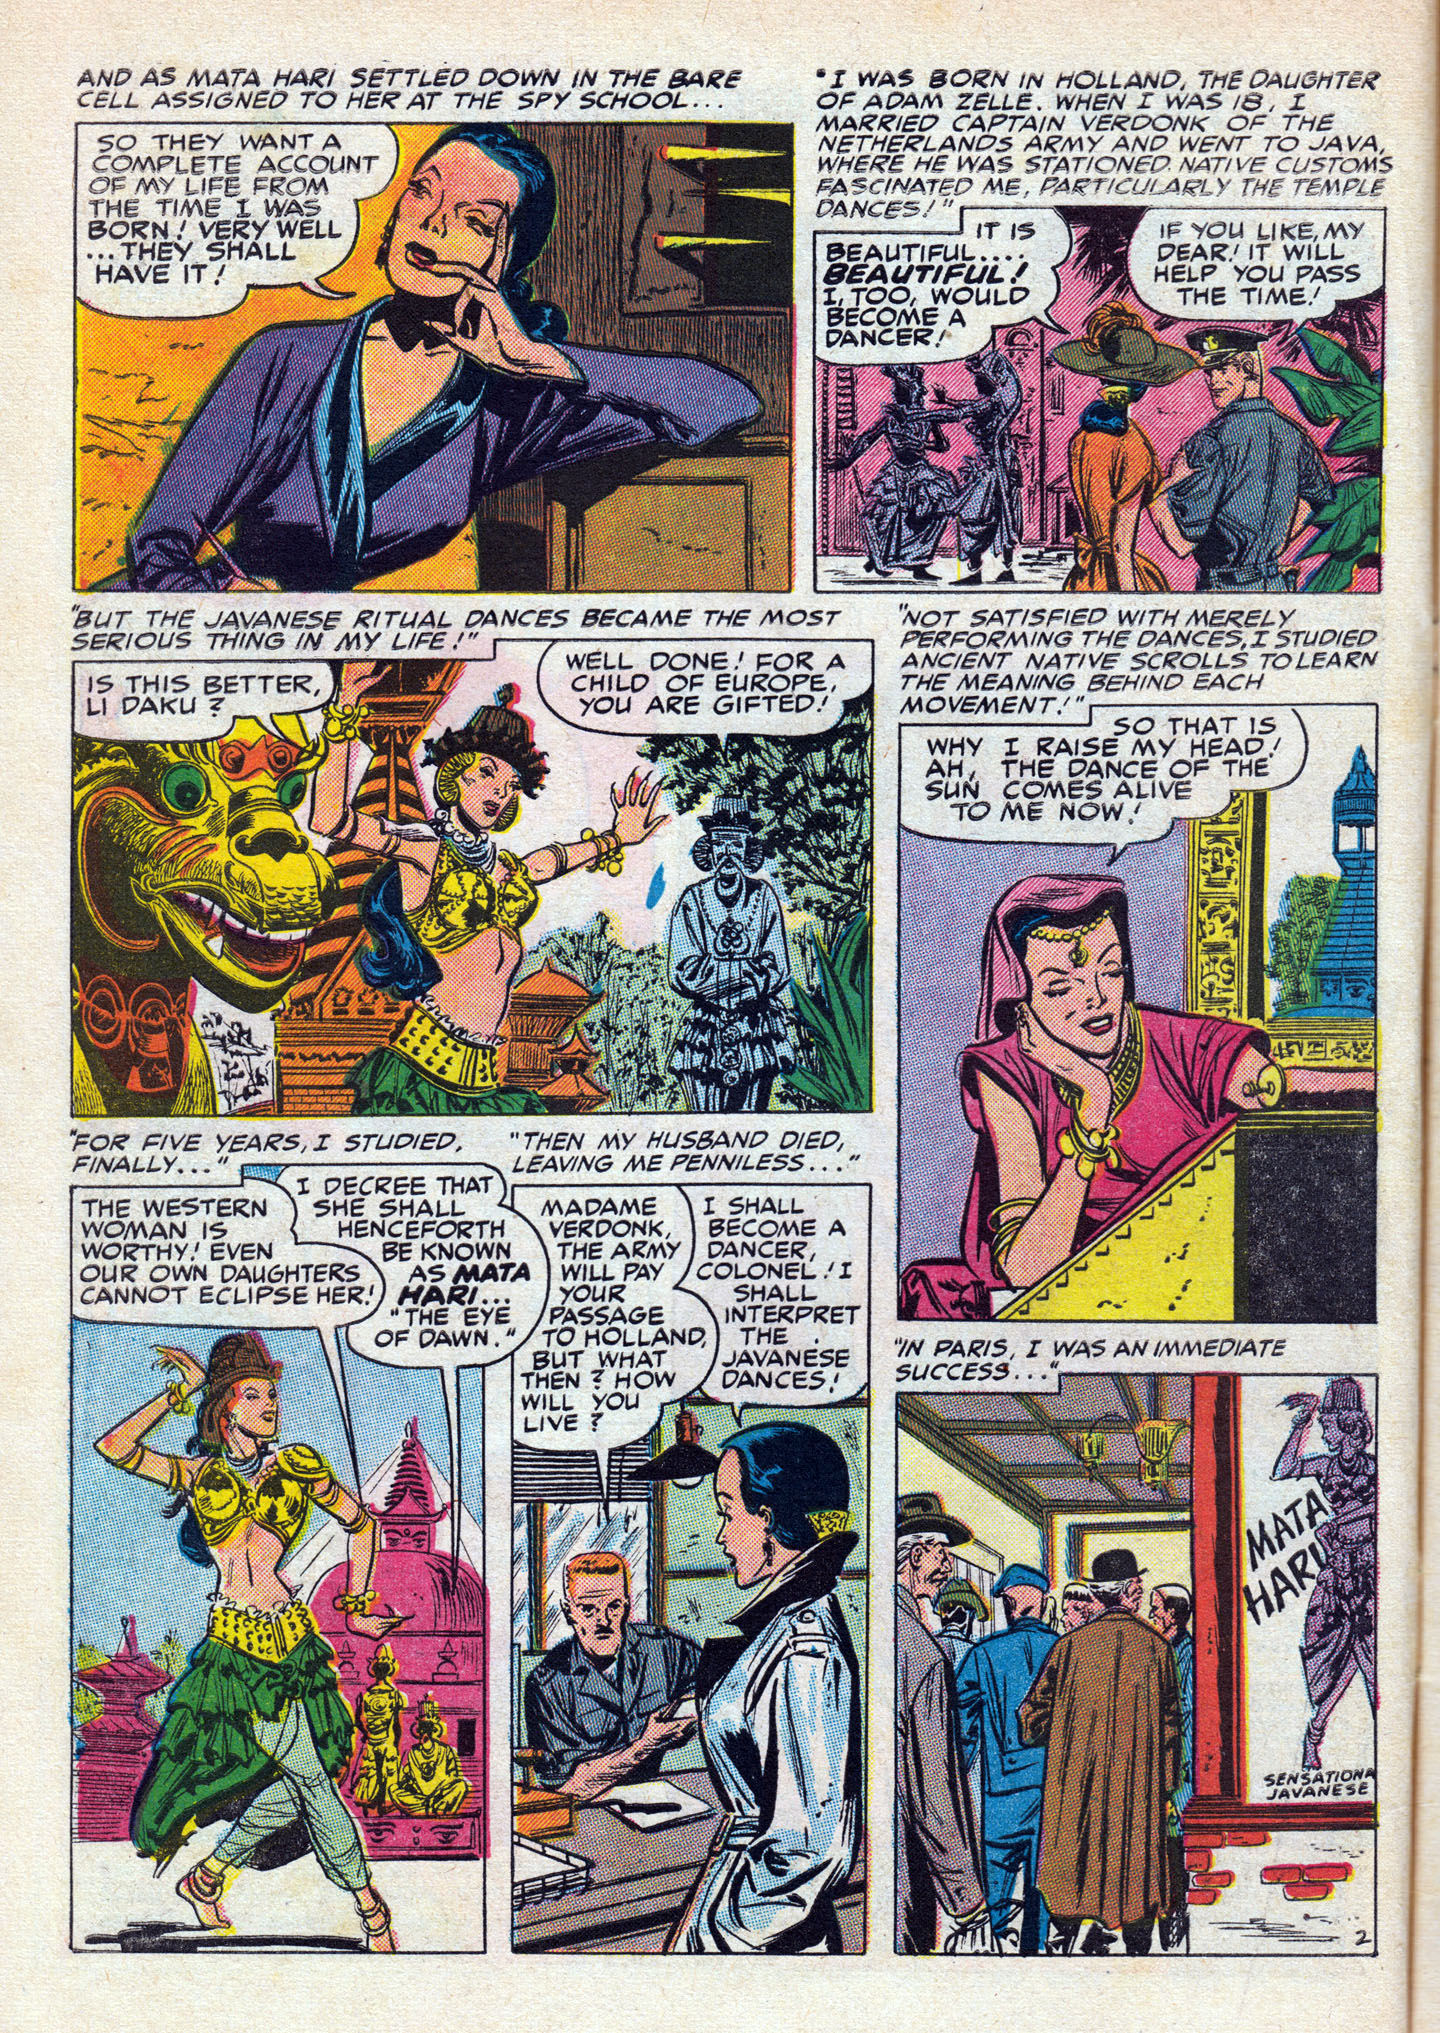 AND AS MATA HARI SETTLED DOWN IN THE BARE
CELL ASSIGNED TO HER AT THE SPY SCHOOL...
SO THEY WANT A
COMPLETE ACCOUNT
OF MY LIFE FROM
THE TIME I WAS
BORN! VERY WELL
...THEY SHALL
HAVE IT!
"I WAS BORN IN HOLLAND, THE DAUGHTER
OF ADAM ZELLE. WHEN I WAS 18, I
MARRIED CAPTAIN VERDONK OF THE
NETHERLANDS ARMY AND WENT TO JAVA,
WHERE HE WAS STATIONED. NATIVE CUSTOMS
FASCINATED ME, PARTICULARLY THE TEMPLE
DANCES!"
IT IS
BEAUTIFUL....
BEAUTIFUL!
I, TOO, WOULD
BECOME A
DANCER!
IF YOU LIKE, MY
DEAR! IT WILL
HELP YOU PASS
THE TIME!
"BUT THE JAVANESE RITUAL DANCES BECAME THE MOST
SERIOUS THING IN MY LIFE!"
IS THIS BETTER,
LI DAKU?
WELL DONE! FOR A
CHILD OF EUROPE,
YOU ARE GIFTED!
"NOT SATISFIED WITH MERELY
PERFORMING THE DANCES, I STUDIED
ANCIENT NATIVE SCROLLS TO LEARN
THE MEANING BEHIND EACH
MOVEMENT!"
SO THAT IS
WHY I RAISE MY HEAD!
AH, THE DANCE OF THE
SUN COMES ALIVE
TO ME NOW!
"FOR FIVE YEARS, I STUDIED.
FINALLY..."
THE WESTERN
WOMAN IS
WORTHY! EVEN
OUR OWN DAUGHTERS
CANNOT ECLIPSE HER!
I DECREE THAT
SHE SHALL
HENCEFORTH
BE KNOWN
AS MATA
HARI...
"THE EYE
OF DAWN."
"THEN MY HUSBAND DIED,
LEAVING ME PENNILESS..."
MADAME
VERDONK,
THE ARMY
WILL PAY
YOUR
PASSAGE
TO HOLLAND,
BUT WHAT
THEN? HOW
WILL YOU
LIVE?
I SHALL
BECOME A
DANCER,
COLONEL! I
SHALL
INTERPRET
THE
JAVANESE
DANCES!
"IN PARIS, I WAS AN IMMEDIATE
SUCCESS..."
MATA
HARI
SENSATIONA
JAVANESE
2